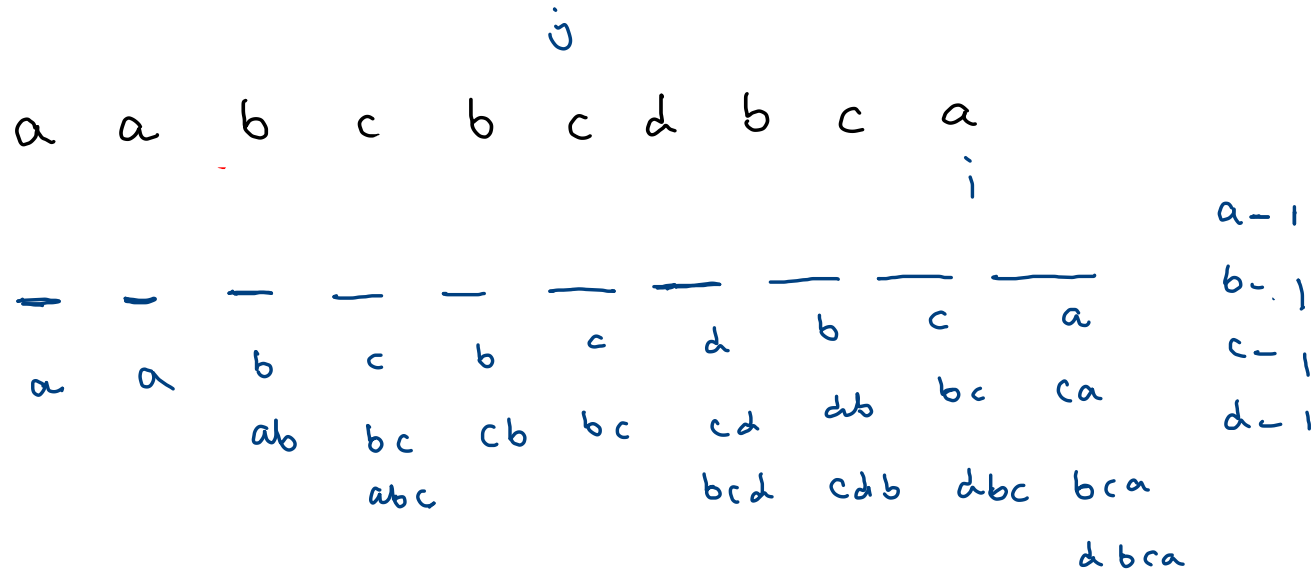 j
a a b c b c d b c a
i
a - 1
b - 1
c - 1
d - 1
a a b c b c d b c a
ab bc cb bc cd db bc ca
abc bcd cdb dbc bca
dbca